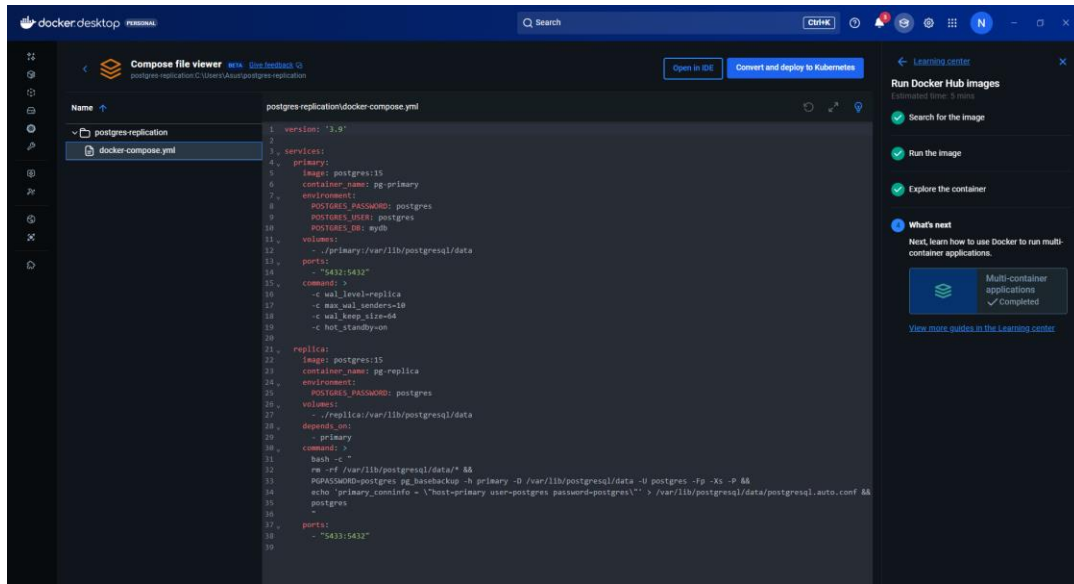 docker.desktop PERSONAL
Search
Ctrl+K
N
Compose file viewer BETA Give feedback
postgres-replication C:\Users\Asus\postgres-replication
Open in IDE
Convert and deploy to Kubernetes
Name
postgres-replication
docker-compose.yml
postgres-replication\docker-compose.yml
1 version: '3.9'
2
3 services:
4 primary:
5 image: postgres:15
6 container_name: pg-primary
7 environment:
8 POSTGRES_PASSWORD: postgres
9 POSTGRES_USER: postgres
10 POSTGRES_DB: mydb
11 volumes:
12 - ./primary:/var/lib/postgresql/data
13 ports:
14 - "5432:5432"
15 command: >
16 -c wal_level=replica
17 -c max_wal_senders=10
18 -c wal_keep_size=64
19 -c hot_standby=on
20
21 replica:
22 image: postgres:15
23 container_name: pg-replica
24 environment:
25 POSTGRES_PASSWORD: postgres
26 volumes:
27 - ./replica:/var/lib/postgresql/data
28 depends_on:
29 - primary
30 command: >
31 bash -c "
32 rm -rf /var/lib/postgresql/data/* &&
33 PGPASSWORD=postgres pg_basebackup -h primary -D /var/lib/postgresql/data -U postgres -Fp -Xs -P &&
34 echo 'primary_conninfo = \"host=primary user=postgres password=postgres\"' > /var/lib/postgresql/data/postgresql.auto.conf &&
35 postgres
36 "
37 ports:
38 - "5433:5432"
39
Learning center
Run Docker Hub images
Estimated time: 5 mins
Search for the image
Run the image
Explore the container
4 What's next
Next, learn how to use Docker to run multi-
container applications.
Multi-container
applications
Completed
View more guides in the Learning center